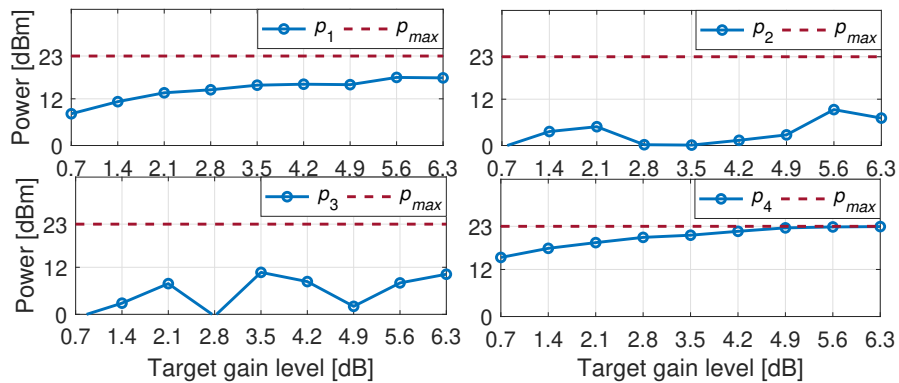 Power [dBm]
23
12
0
p1
pmax
0.7 1.4 2.1 2.8 3.5 4.2 4.9 5.6 6.3
23
12
0
p2
pmax
0.7 1.4 2.1 2.8 3.5 4.2 4.9 5.6 6.3
Power [dBm]
23
12
0
p3
pmax
0.7 1.4 2.1 2.8 3.5 4.2 4.9 5.6 6.3
Target gain level [dB]
23
12
0
p4
pmax
0.7 1.4 2.1 2.8 3.5 4.2 4.9 5.6 6.3
Target gain level [dB]